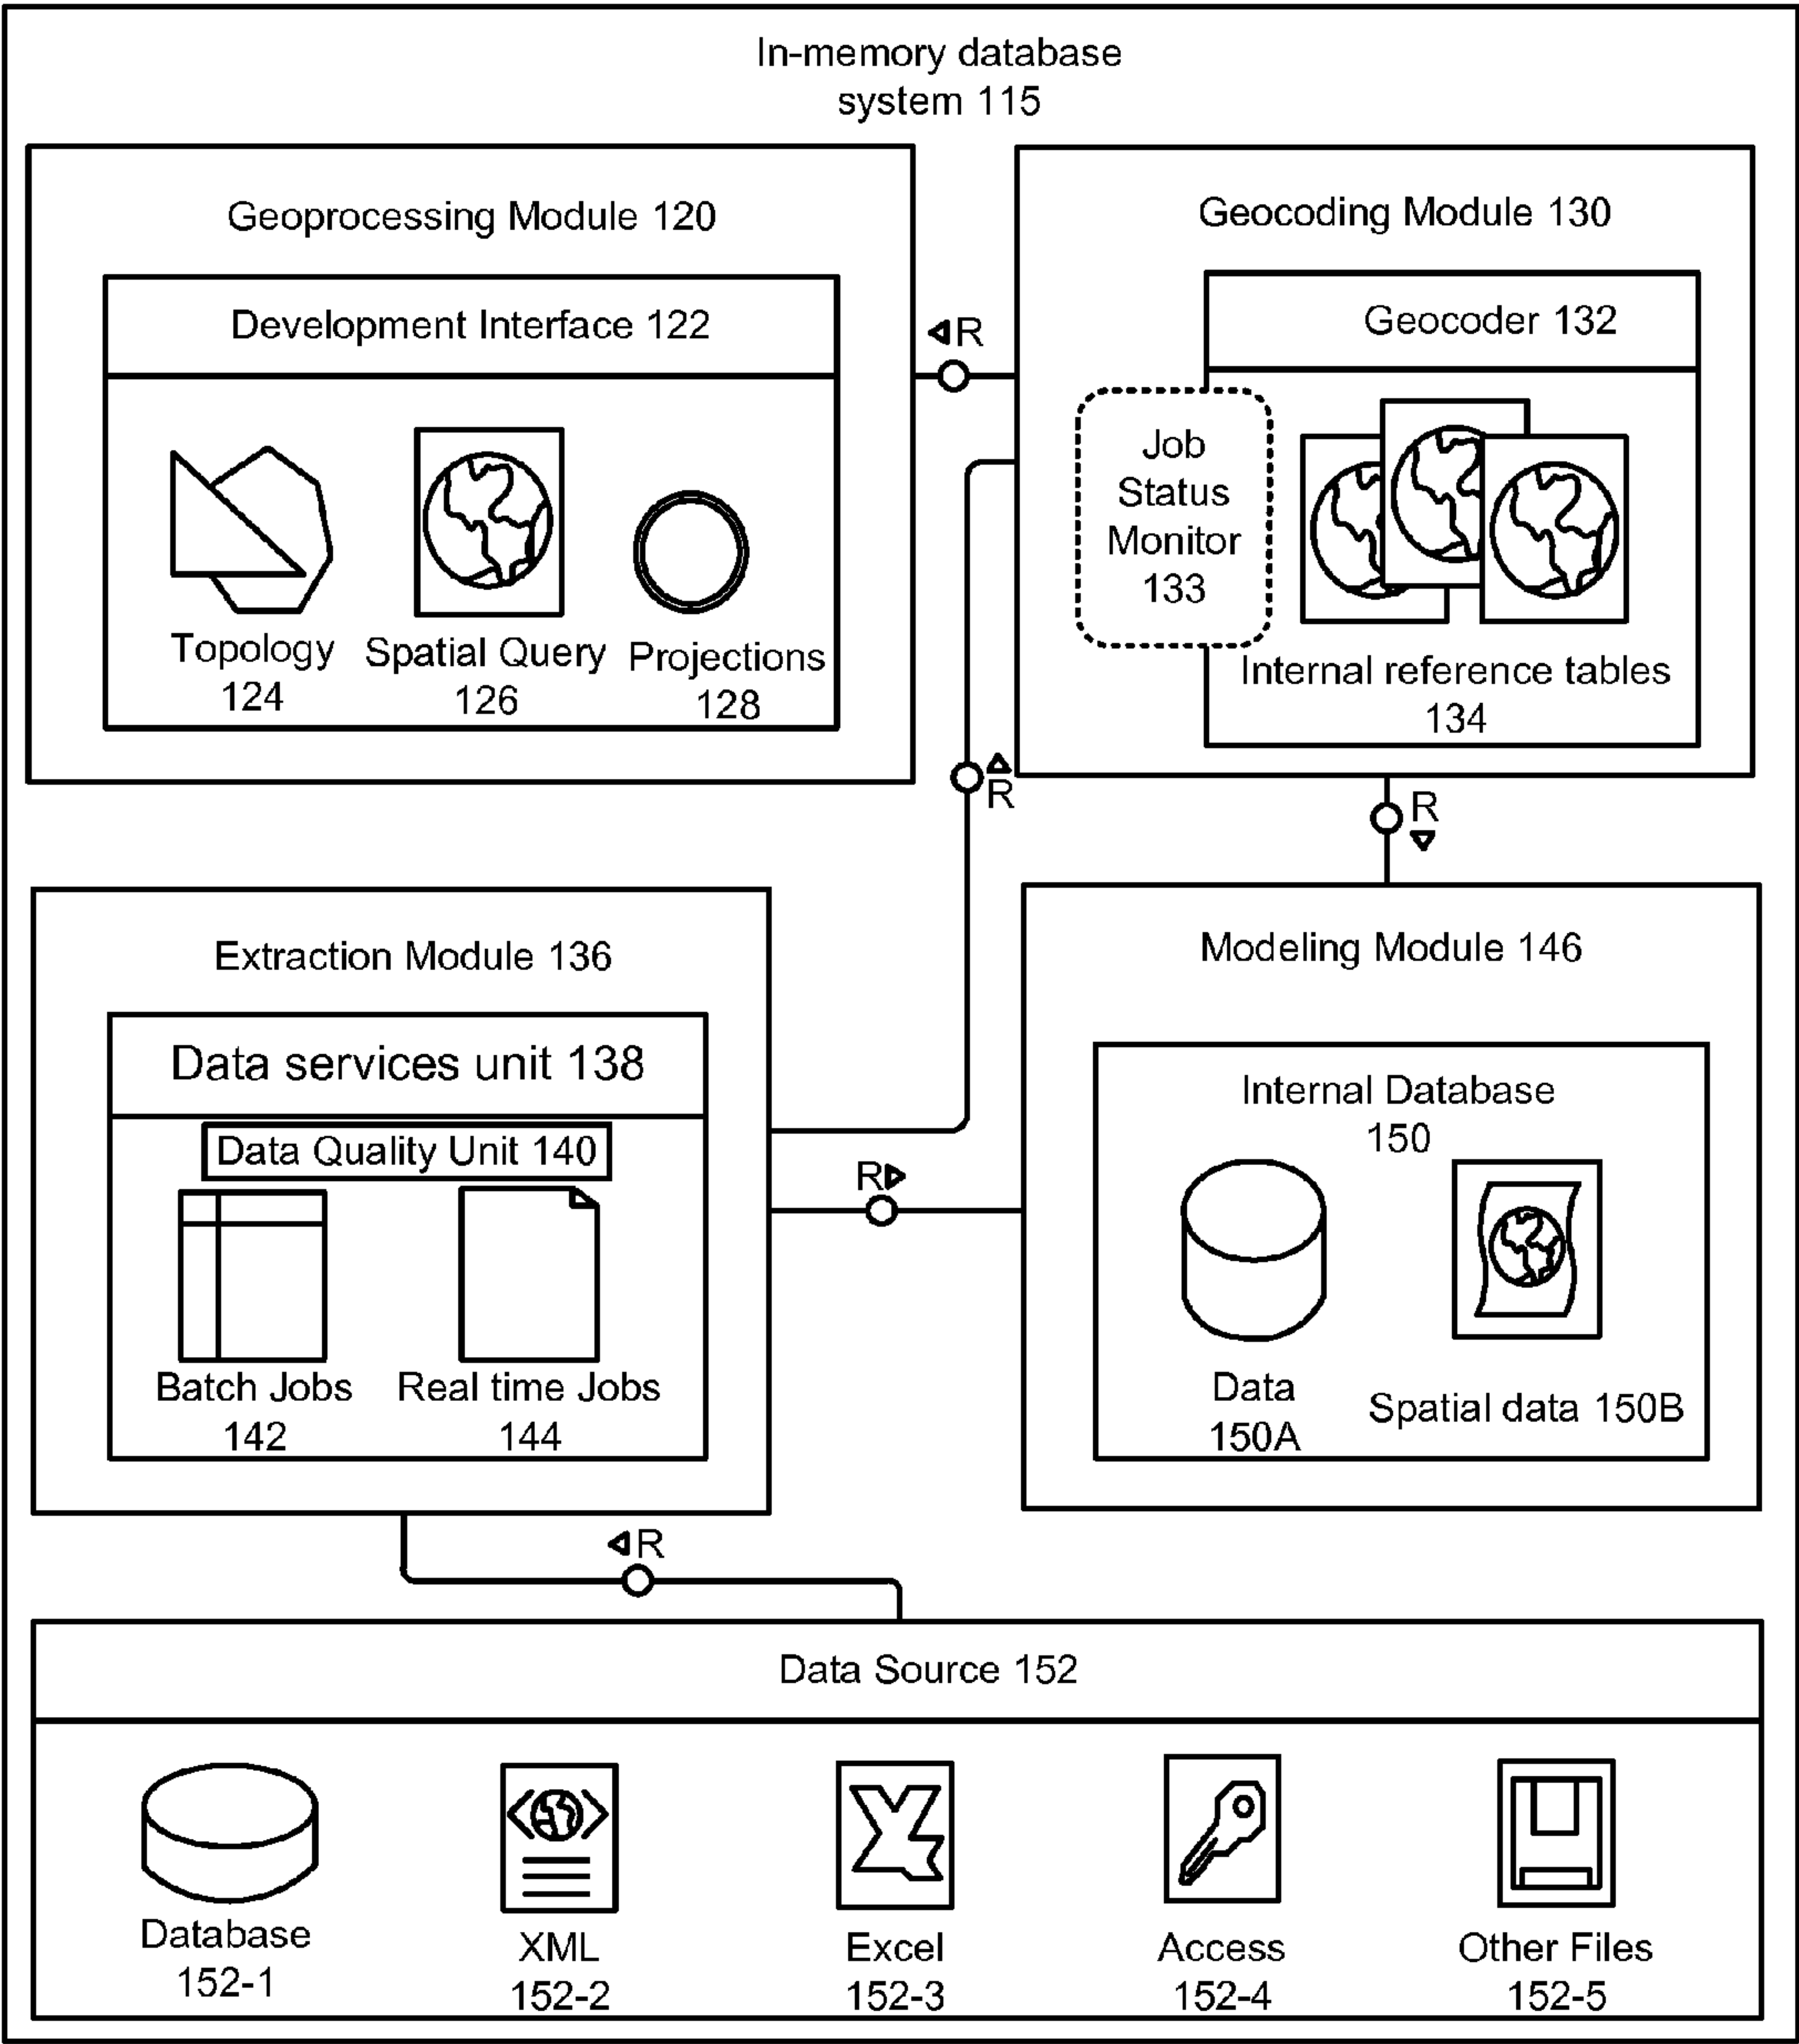 In-memory database
system 115
Geoprocessing Module 120
Development Interface 122
Topology
124
Spatial Query
126
Projections
128
R
Geocoding Module 130
Geocoder 132
Job
Status
Monitor
133
Internal reference tables
134
R
R
Extraction Module 136
Data services unit 138
Data Quality Unit 140
Batch Jobs
142
Real time Jobs
144
R
Modeling Module 146
Internal Database
150
Data
150A
Spatial data 150B
R
Data Source 152
Database
152-1
XML
152-2
Excel
152-3
Access
152-4
Other Files
152-5